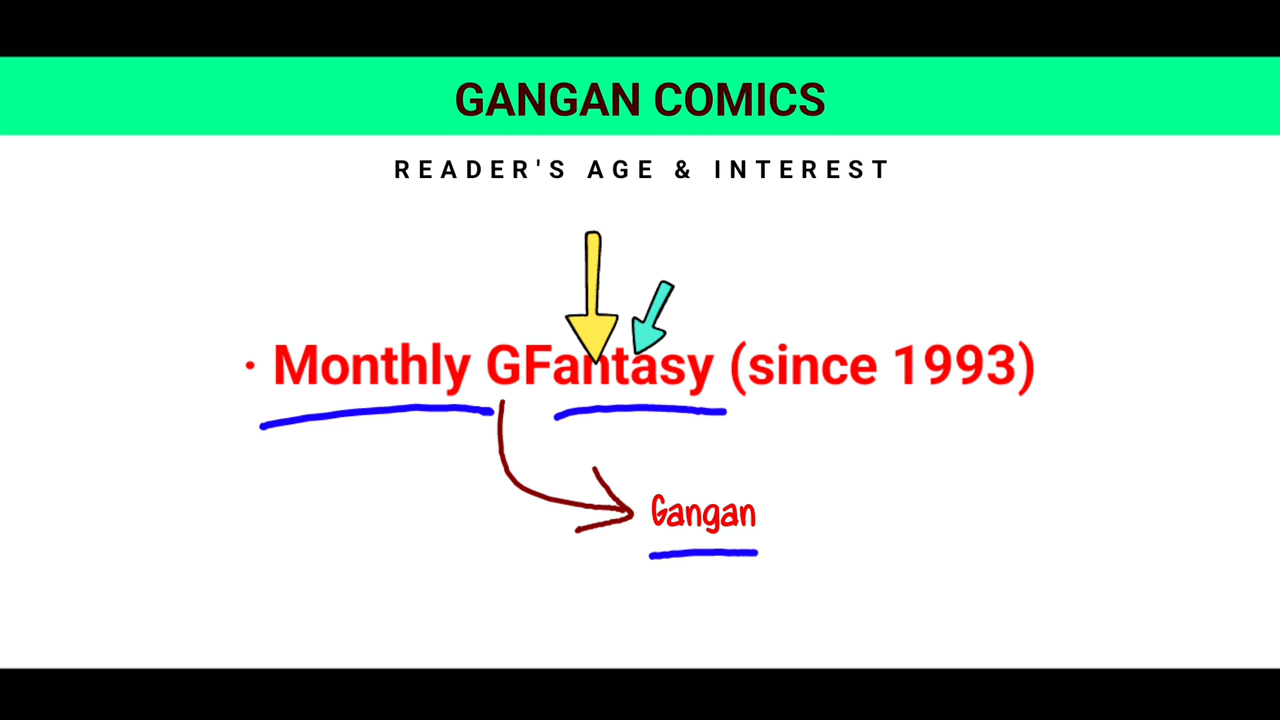 GANGAN COMICS
READER'S AGE & INTEREST
· Monthly GFantasy (since 1993)
Gangan